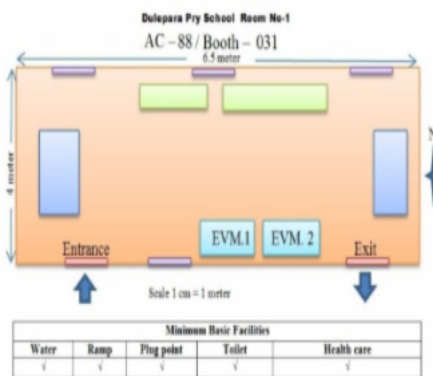 Dulepara Pry School Room No-1
AC – 88 / Booth – 031
6.5 meter
4 meter
N
EVM.1 EVM. 2
Entrance Exit
Scale 1 cm = 1 meter
Minimum Basic Facilities
Water Ramp Plug point Toilet Health care
√ √ √ √ √